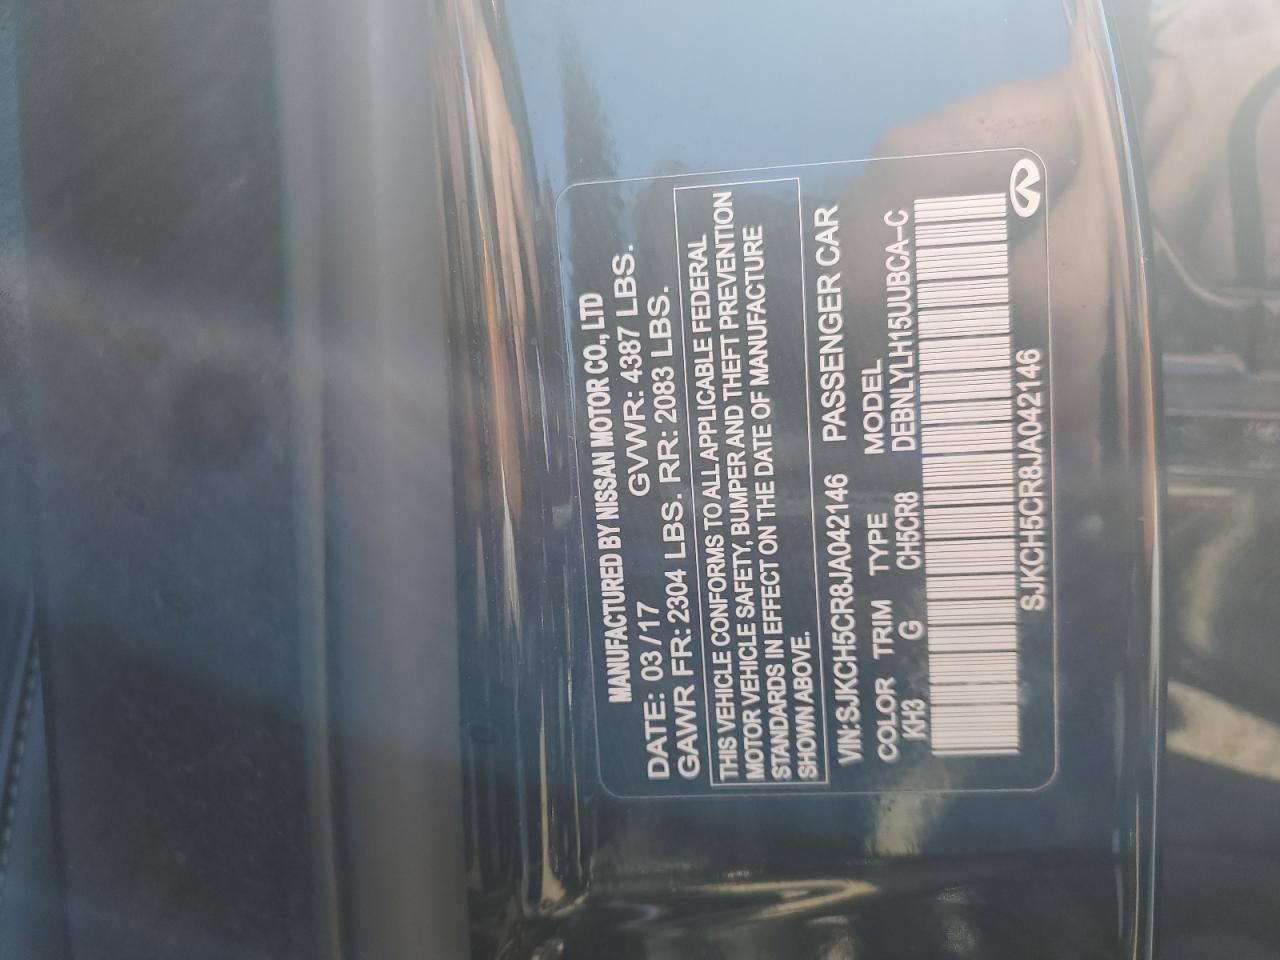 MANUFACTURED BY NISSAN MOTOR CO., LTD
DATE: 03/17 GVWR: 4387 LBS.
GAWR FR: 2304 LBS. RR: 2083 LBS.
THIS VEHICLE CONFORMS TO ALL APPLICABLE FEDERAL
MOTOR VEHICLE SAFETY, BUMPER AND THEFT PREVENTION
STANDARDS IN EFFECT ON THE DATE OF MANUFACTURE
SHOWN ABOVE.
VIN: SJKCH5CR8JA042146 PASSENGER CAR
COLOR TRIM TYPE MODEL
KH3 G CH5CR8 DEBNLYLH15UUBCA-C
SJKCH5CR8JA042146